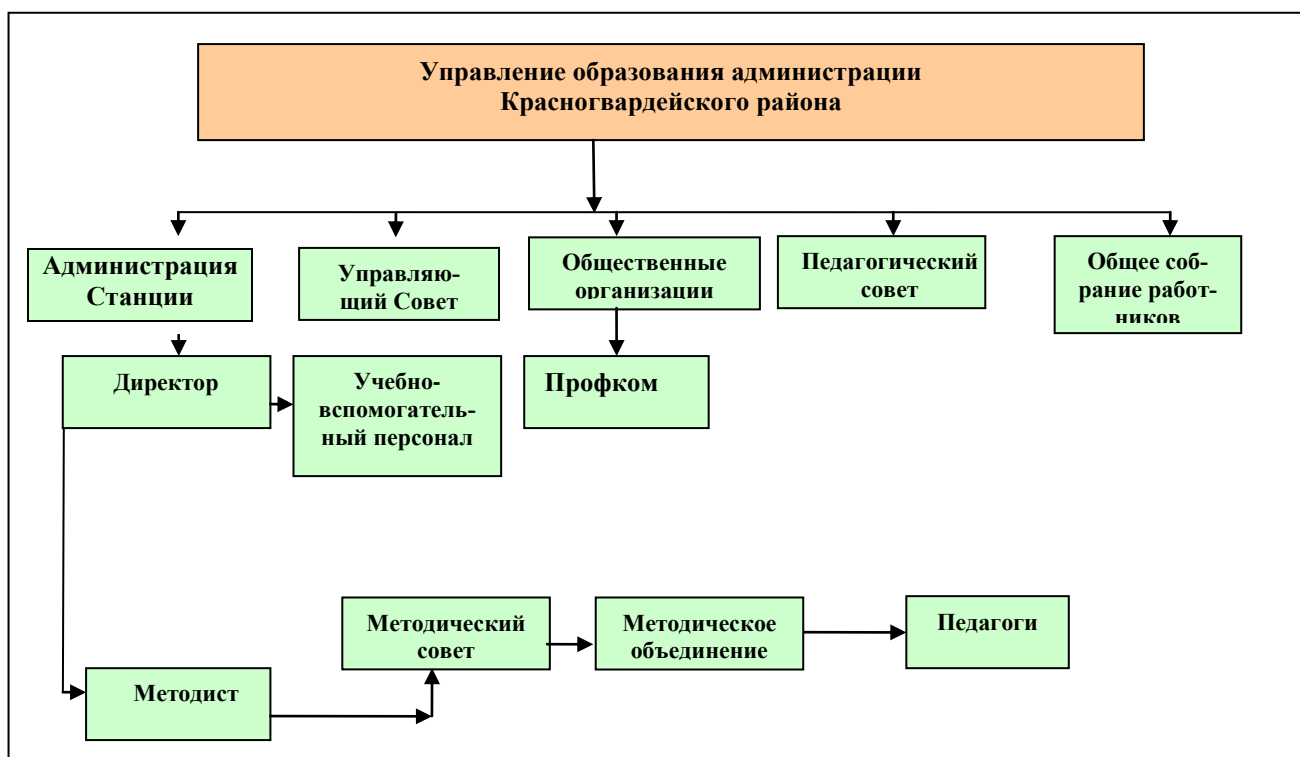 Управление образования администрации
Красногвардейского района
Администрация
Станции
Управляю-
щий Совет
Общественные
организации
Педагогический
совет
Общее соб-
рание работ-
ников
Директор
Учебно-
вспомогатель-
ный персонал
Профком
Методический
совет
Методическое
объединение
Педагоги
Методист